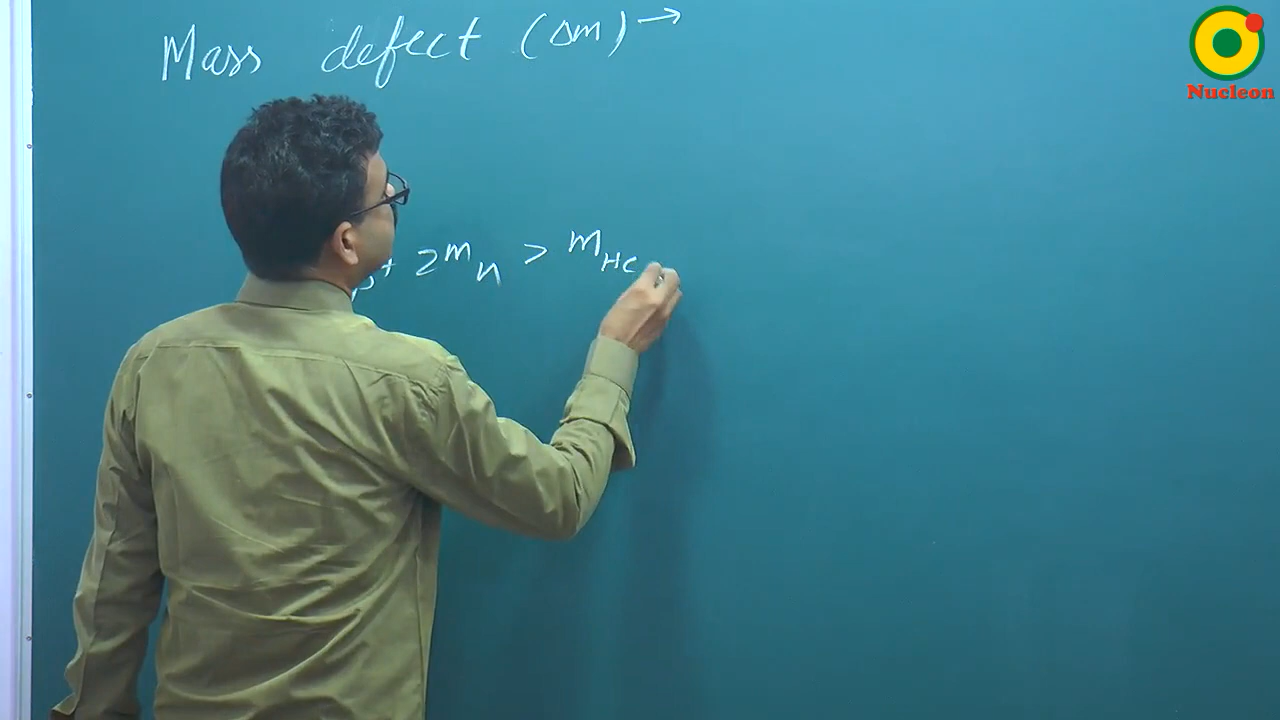 Mass defect (Δm) →
Nucleon
p + 2mn > mHe